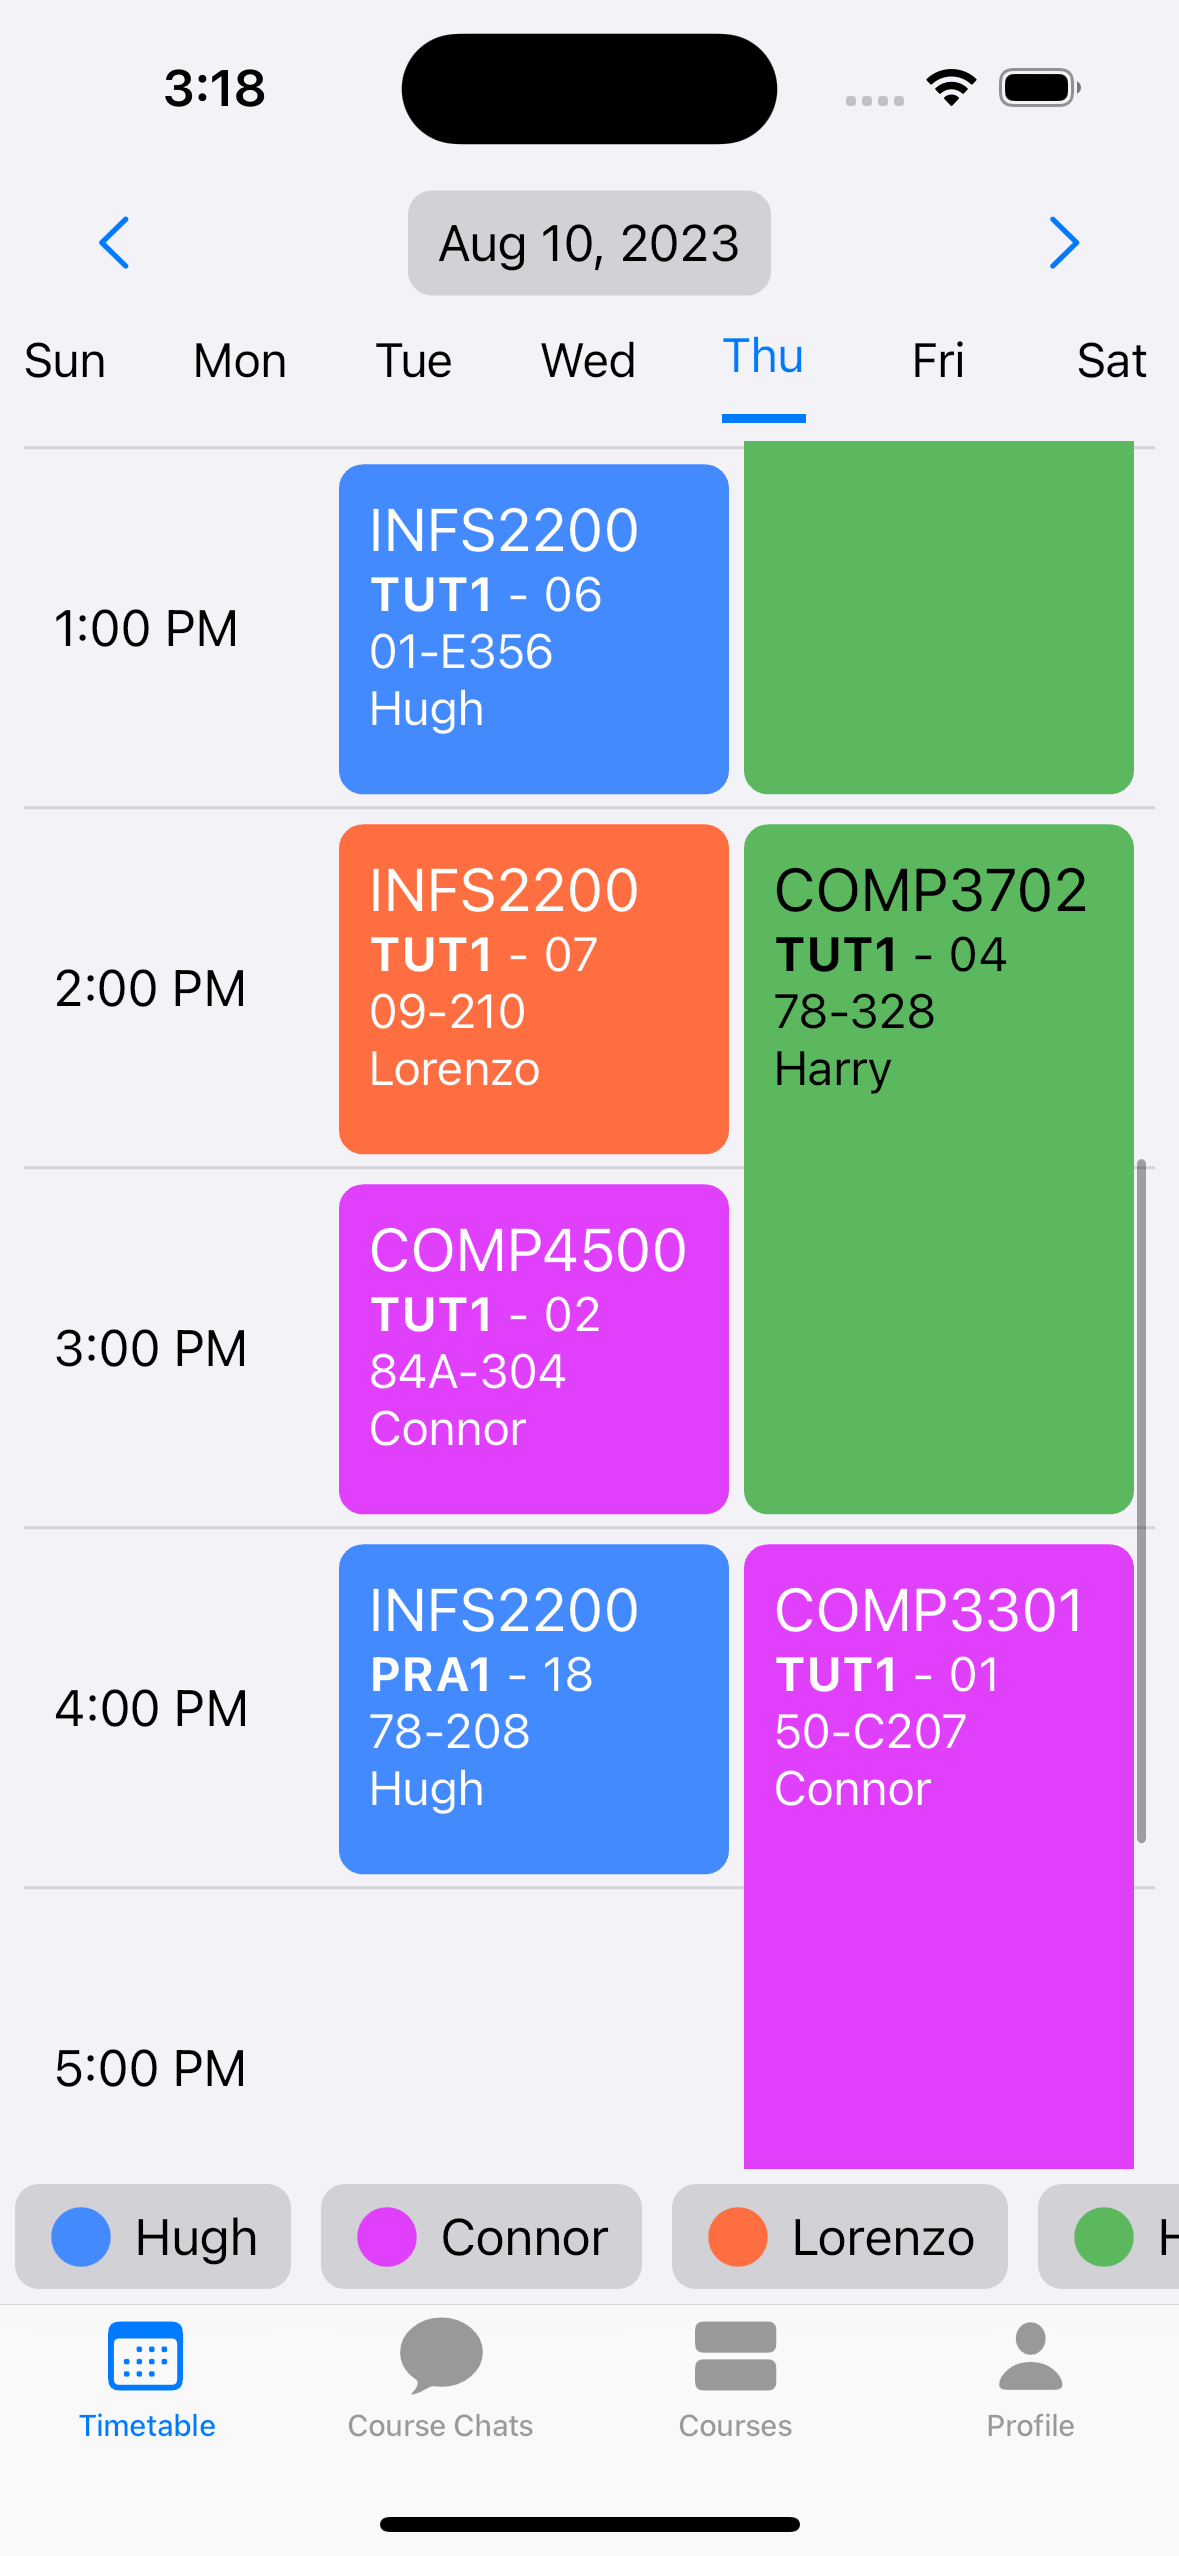 3:18
Aug 10, 2023
Sun Mon Tue Wed Thu Fri Sat
1:00 PM
INFS2200
TUT1 - 06
01-E356
Hugh
2:00 PM
INFS2200
TUT1 - 07
09-210
Lorenzo
COMP3702
TUT1 - 04
78-328
Harry
3:00 PM
COMP4500
TUT1 - 02
84A-304
Connor
4:00 PM
INFS2200
PRA1 - 18
78-208
Hugh
COMP3301
TUT1 - 01
50-C207
Connor
5:00 PM
Hugh Connor Lorenzo
Timetable Course Chats Courses Profile